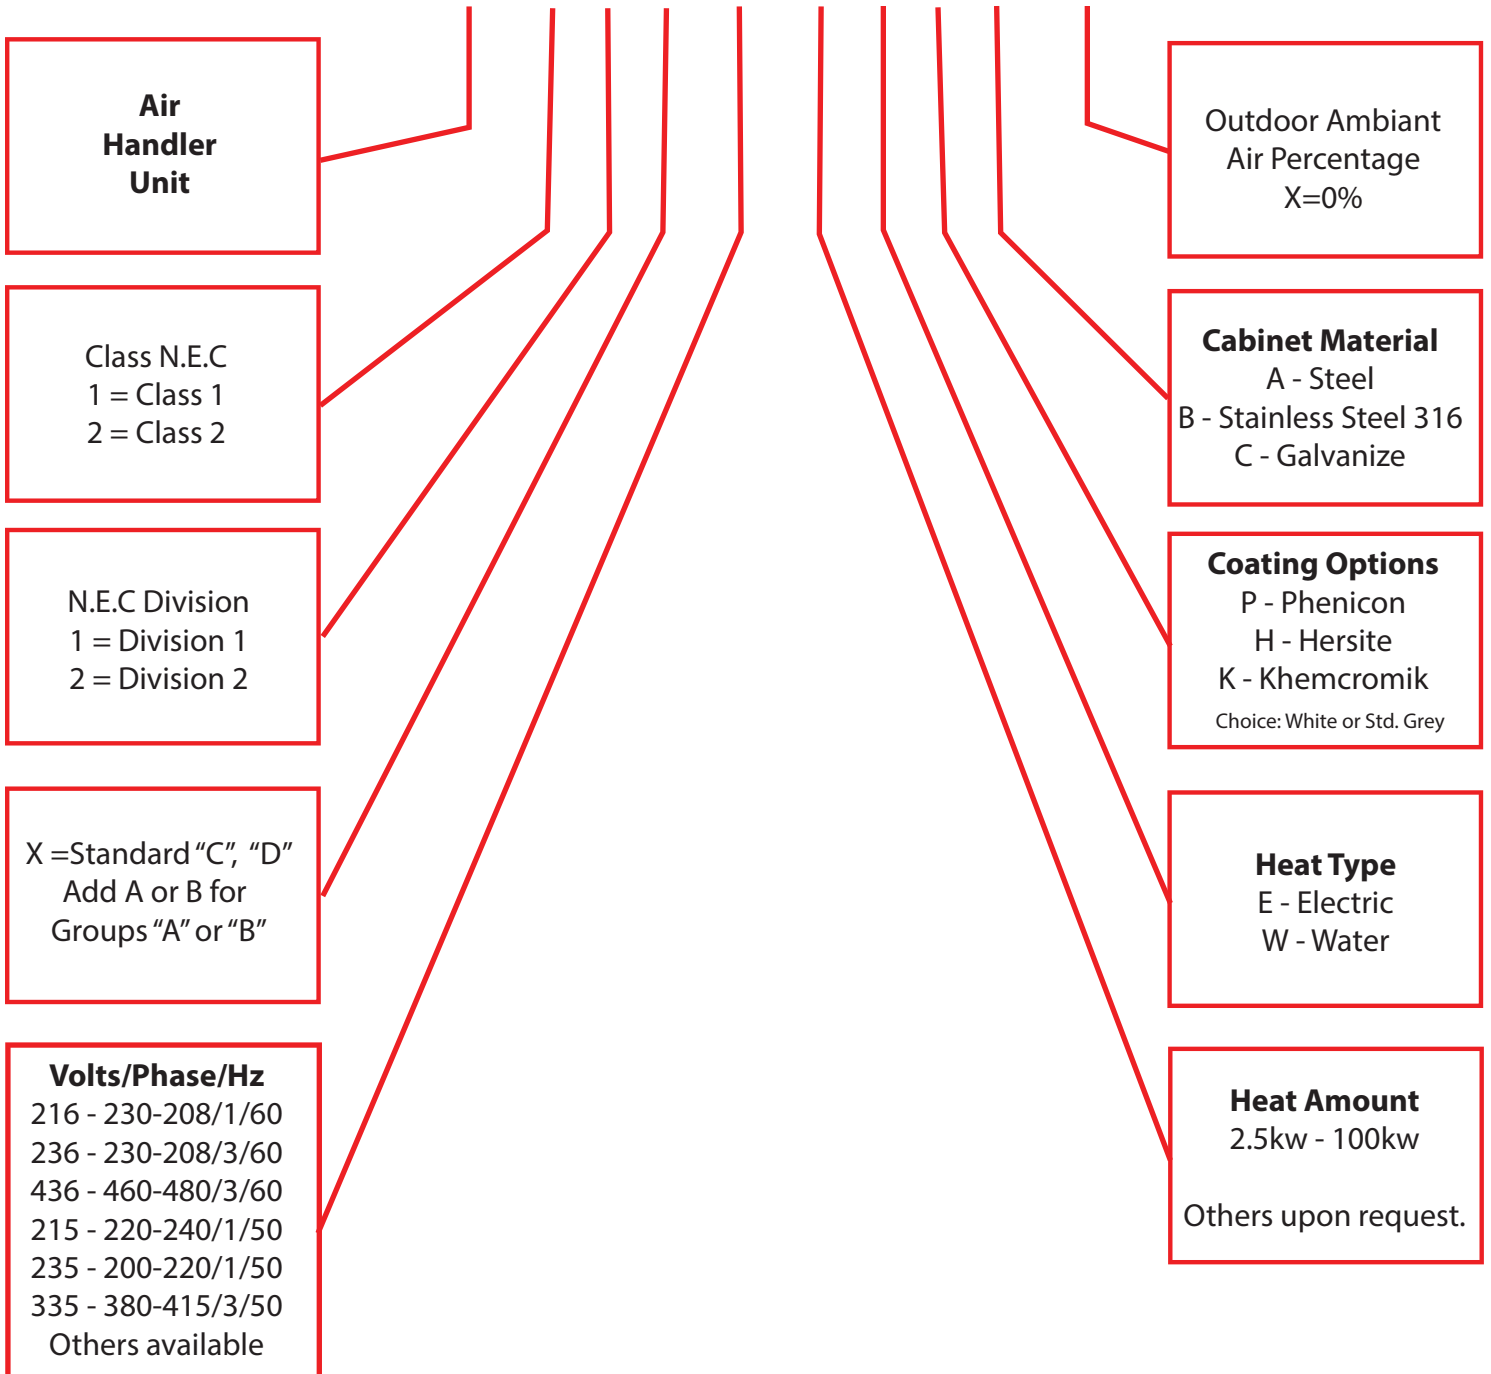 Air
Handler
Unit
Class N.E.C
1 = Class 1
2 = Class 2
N.E.C Division
1 = Division 1
2 = Division 2
X =Standard “C”, “D”
Add A or B for
Groups “A” or “B”
Volts/Phase/Hz
216 - 230-208/1/60
236 - 230-208/3/60
436 - 460-480/3/60
215 - 220-240/1/50
235 - 200-220/1/50
335 - 380-415/3/50
Others available
Outdoor Ambiant
Air Percentage
X=0%
Cabinet Material
A - Steel
B - Stainless Steel 316
C - Galvanize
Coating Options
P - Phenicon
H - Hersite
K - Khemcromik
Choice: White or Std. Grey
Heat Type
E - Electric
W - Water
Heat Amount
2.5kw - 100kw
Others upon request.